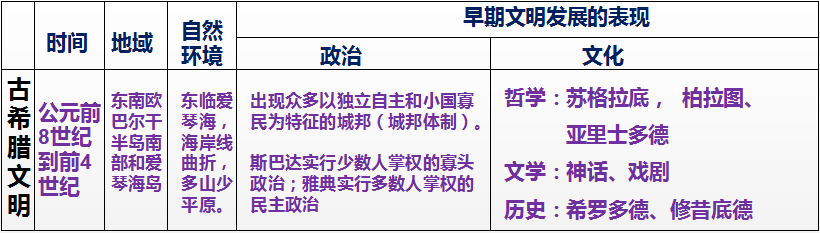 时间
地域
自然
环境
早期文明发展的表现
政治
文化
古希腊文明
公元前
8世纪
到前4
世纪
东南欧
巴尔干
半岛南
部和爱
琴海岛
东临爱
琴海，
海岸线
曲折，
多山少
平原。
出现众多以独立自主和小国寡
民为特征的城邦（城邦体制）。
斯巴达实行少数人掌权的寡头
政治；雅典实行多数人掌权的
民主政治
哲学：苏格拉底， 柏拉图、
亚里士多德
文学：神话、戏剧
历史：希罗多德、修昔底德